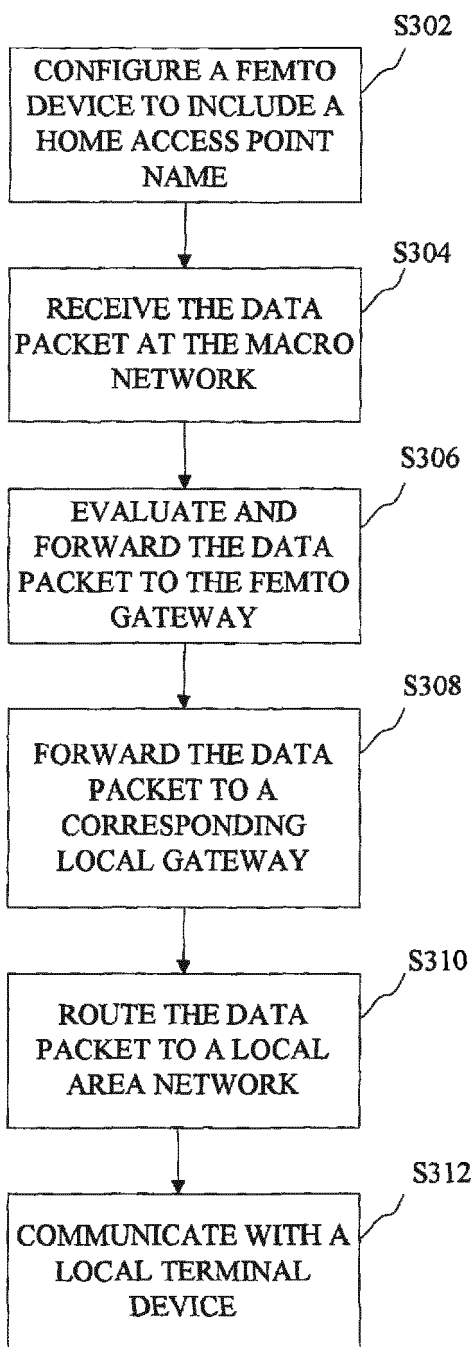 S302
CONFIGURE A FEMTO
DEVICE TO INCLUDE A
HOME ACCESS POINT
NAME
S304
RECEIVE THE DATA
PACKET AT THE MACRO
NETWORK
S306
EVALUATE AND
FORWARD THE DATA
PACKET TO THE FEMTO
GATEWAY
S308
FORWARD THE DATA
PACKET TO A
CORRESPONDING
LOCAL GATEWAY
S310
ROUTE THE DATA
PACKET TO A LOCAL
AREA NETWORK
S312
COMMUNICATE WITH A
LOCAL TERMINAL
DEVICE